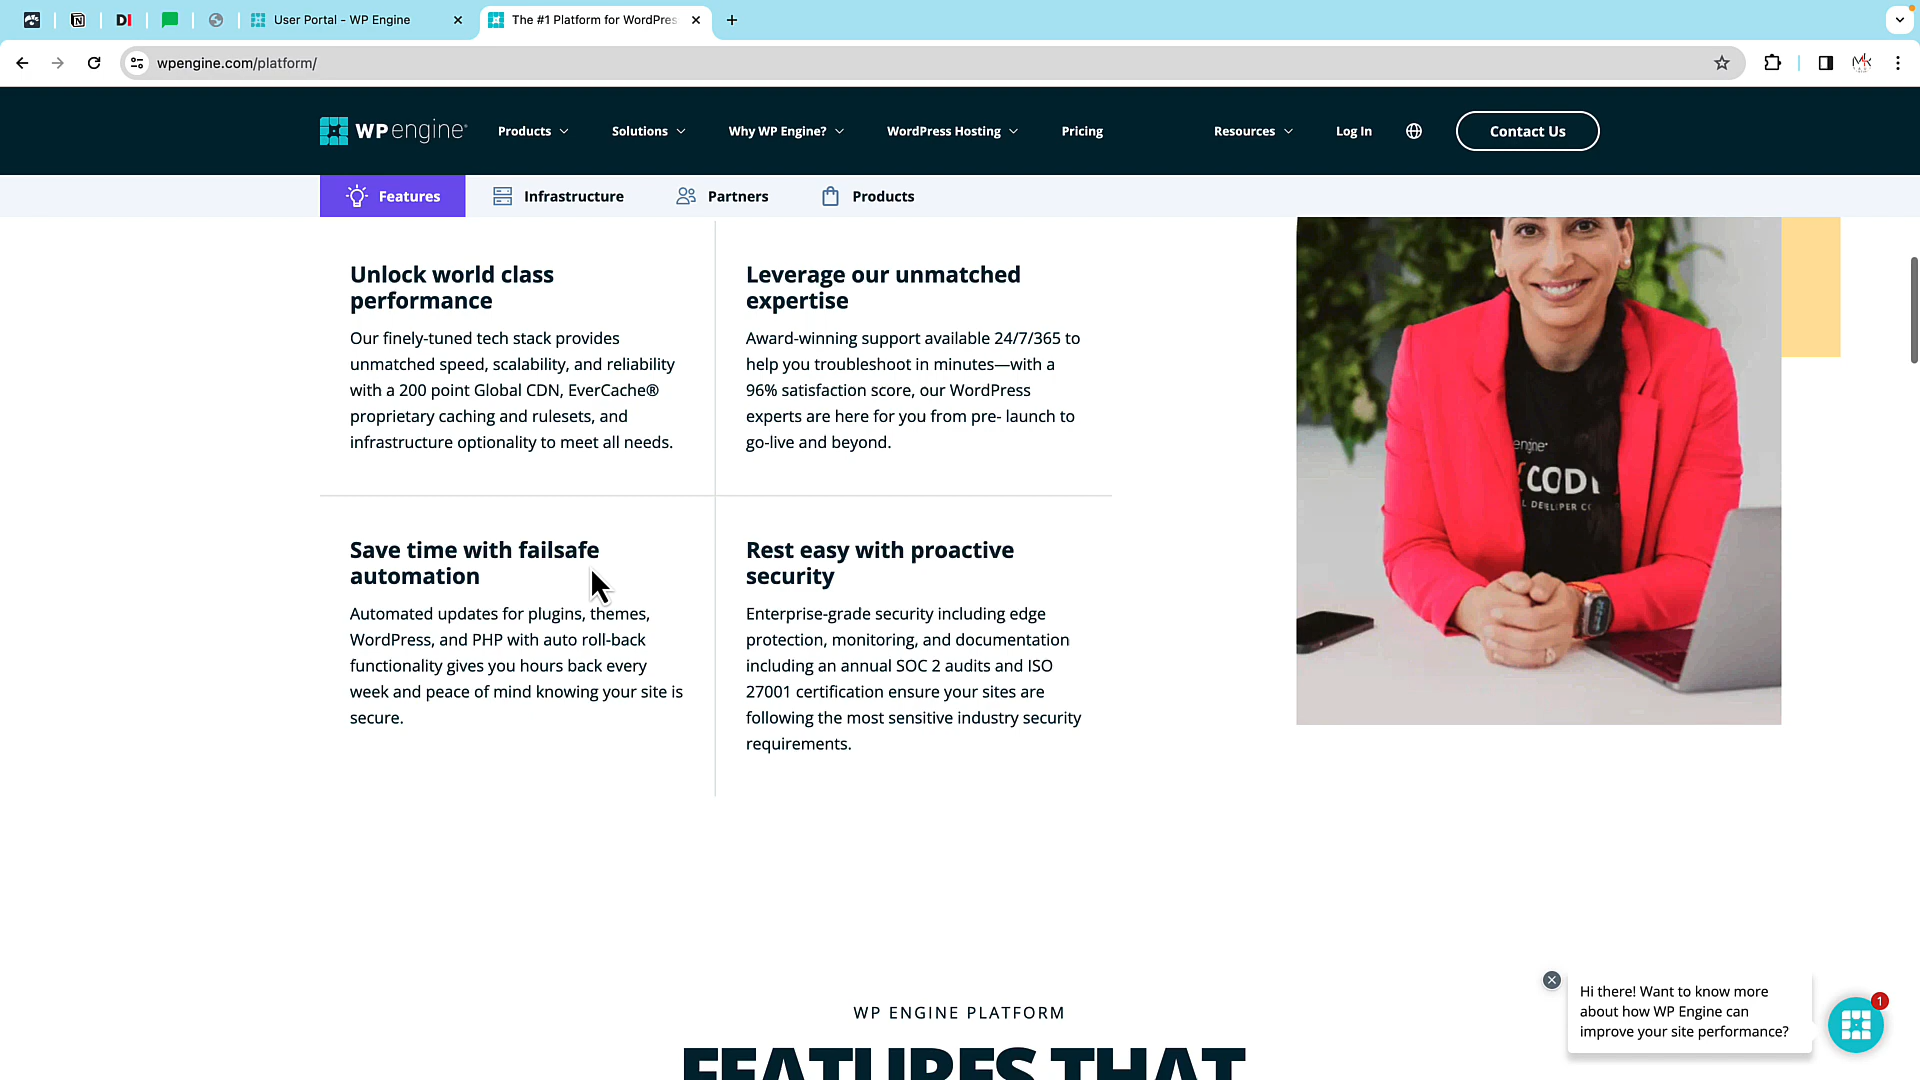 DI
User Portal - WP Engine
The #1 Platform for WordPres
wpengine.com/platform/
WP engine
Products
Solutions
Why WP Engine?
WordPress Hosting
Pricing
Resources
Log In
Contact Us
Features
Infrastructure
Partners
Products
Unlock world class
performance
Our finely-tuned tech stack provides
unmatched speed, scalability, and reliability
with a 200 point Global CDN, EverCache®
proprietary caching and rulesets, and
infrastructure optionality to meet all needs.
Leverage our unmatched
expertise
Award-winning support available 24/7/365 to
help you troubleshoot in minutes—with a
96% satisfaction score, our WordPress
experts are here for you from pre- launch to
go-live and beyond.
Save time with failsafe
automation
Automated updates for plugins, themes,
WordPress, and PHP with auto roll-back
functionality gives you hours back every
week and peace of mind knowing your site is
secure.
Rest easy with proactive
security
Enterprise-grade security including edge
protection, monitoring, and documentation
including an annual SOC 2 audits and ISO
27001 certification ensure your sites are
following the most sensitive industry security
requirements.
engine
COD
WP ENGINE PLATFORM
FEATURES THAT
Hi there! Want to know more
about how WP Engine can
improve your site performance?
1